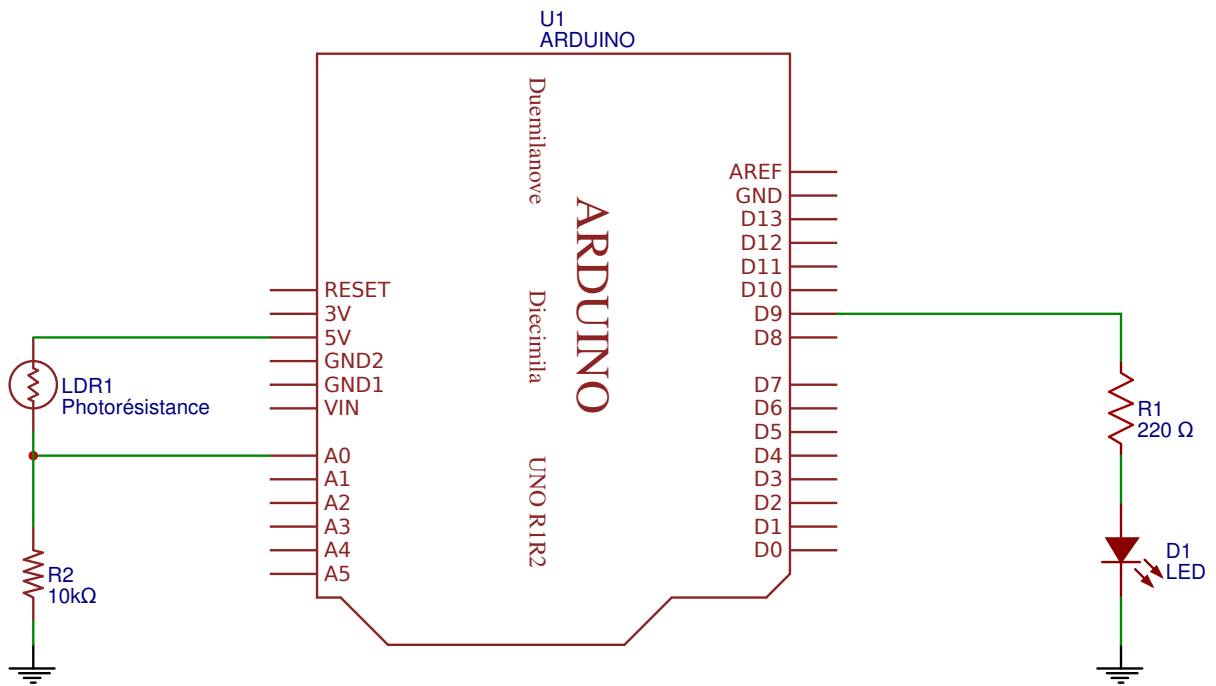 U1
ARDUINO
Duemilanove
Diecimila
UNO R1R2
ARDUINO
RESET
3V
5V
GND2
GND1
VIN
A0
A1
A2
A3
A4
A5
AREF
GND
D13
D12
D11
D10
D9
D8
D7
D6
D5
D4
D3
D2
D1
D0
LDR1
Photorésistance
R2
10kΩ
R1
220 Ω
D1
LED